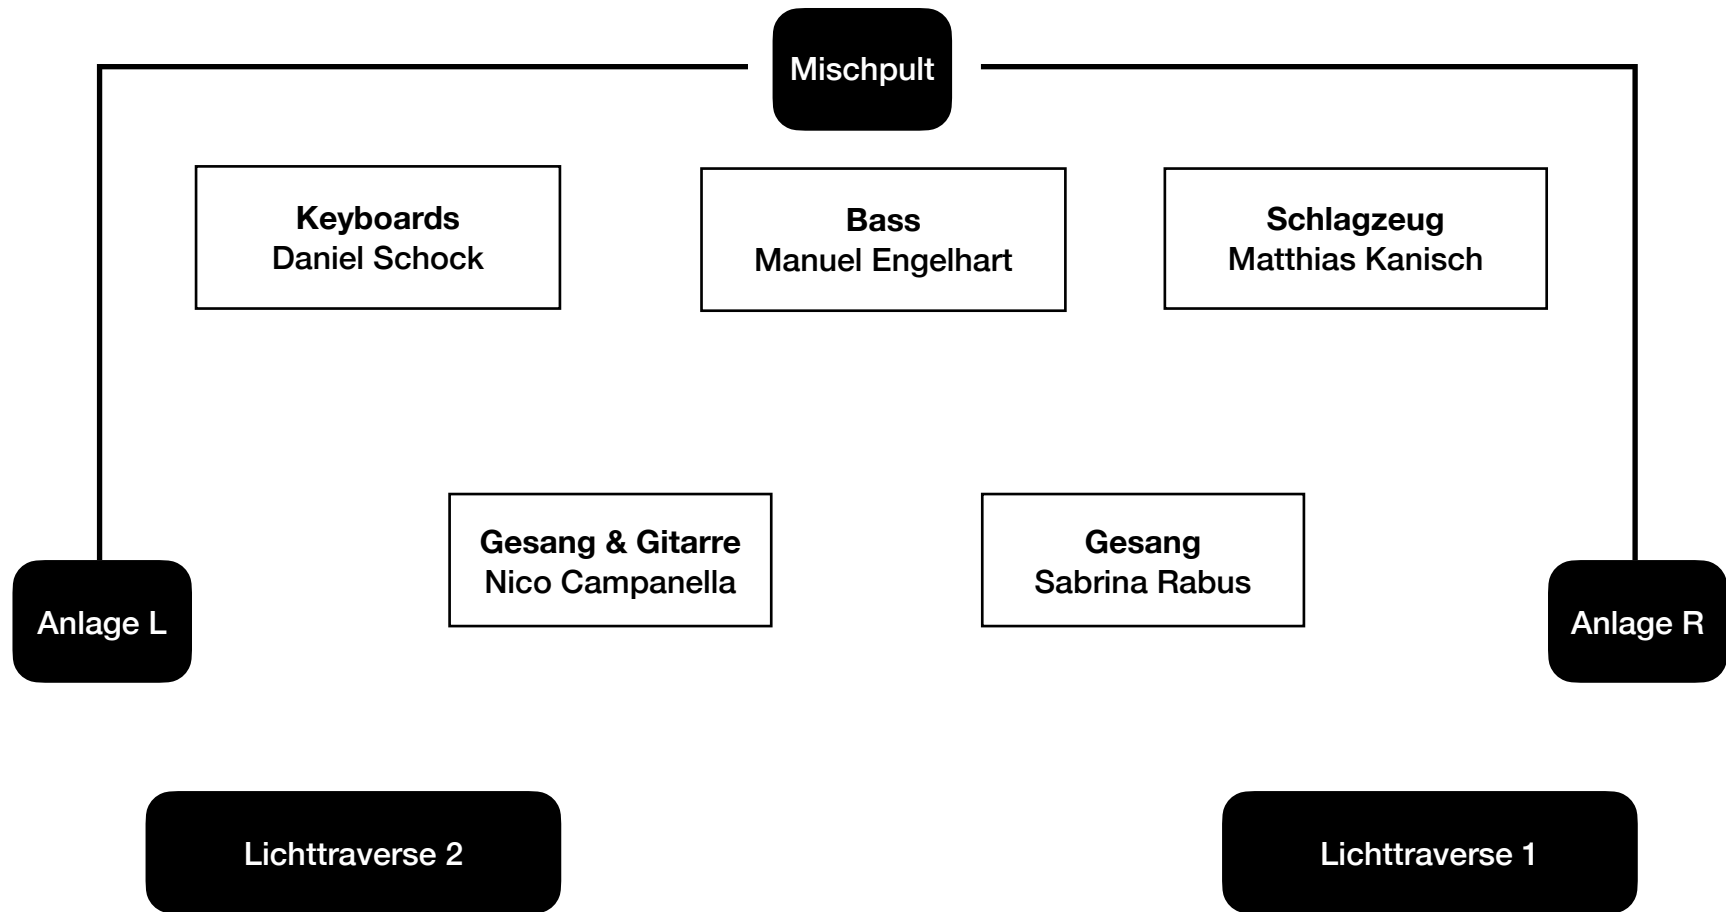 Mischpult
Keyboards
Daniel Schock
Bass
Manuel Engelhart
Schlagzeug
Matthias Kanisch
Gesang & Gitarre
Nico Campanella
Gesang
Sabrina Rabus
Anlage L
Anlage R
Lichttraverse 2
Lichttraverse 1